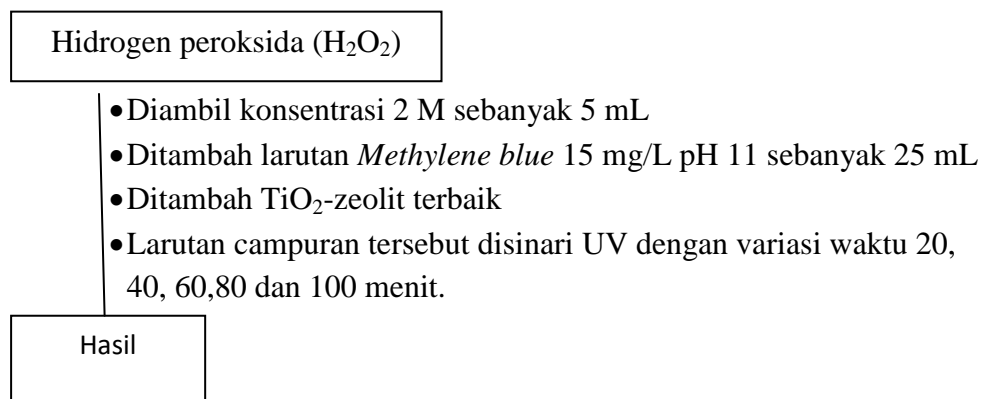 Hidrogen peroksida (H₂O₂)
•Diambil konsentrasi 2 M sebanyak 5 mL
•Ditambah larutan Methylene blue 15 mg/L pH 11 sebanyak 25 mL
•Ditambah TiO₂-zeolit terbaik
•Larutan campuran tersebut disinari UV dengan variasi waktu 20,
40, 60,80 dan 100 menit.
Hasil